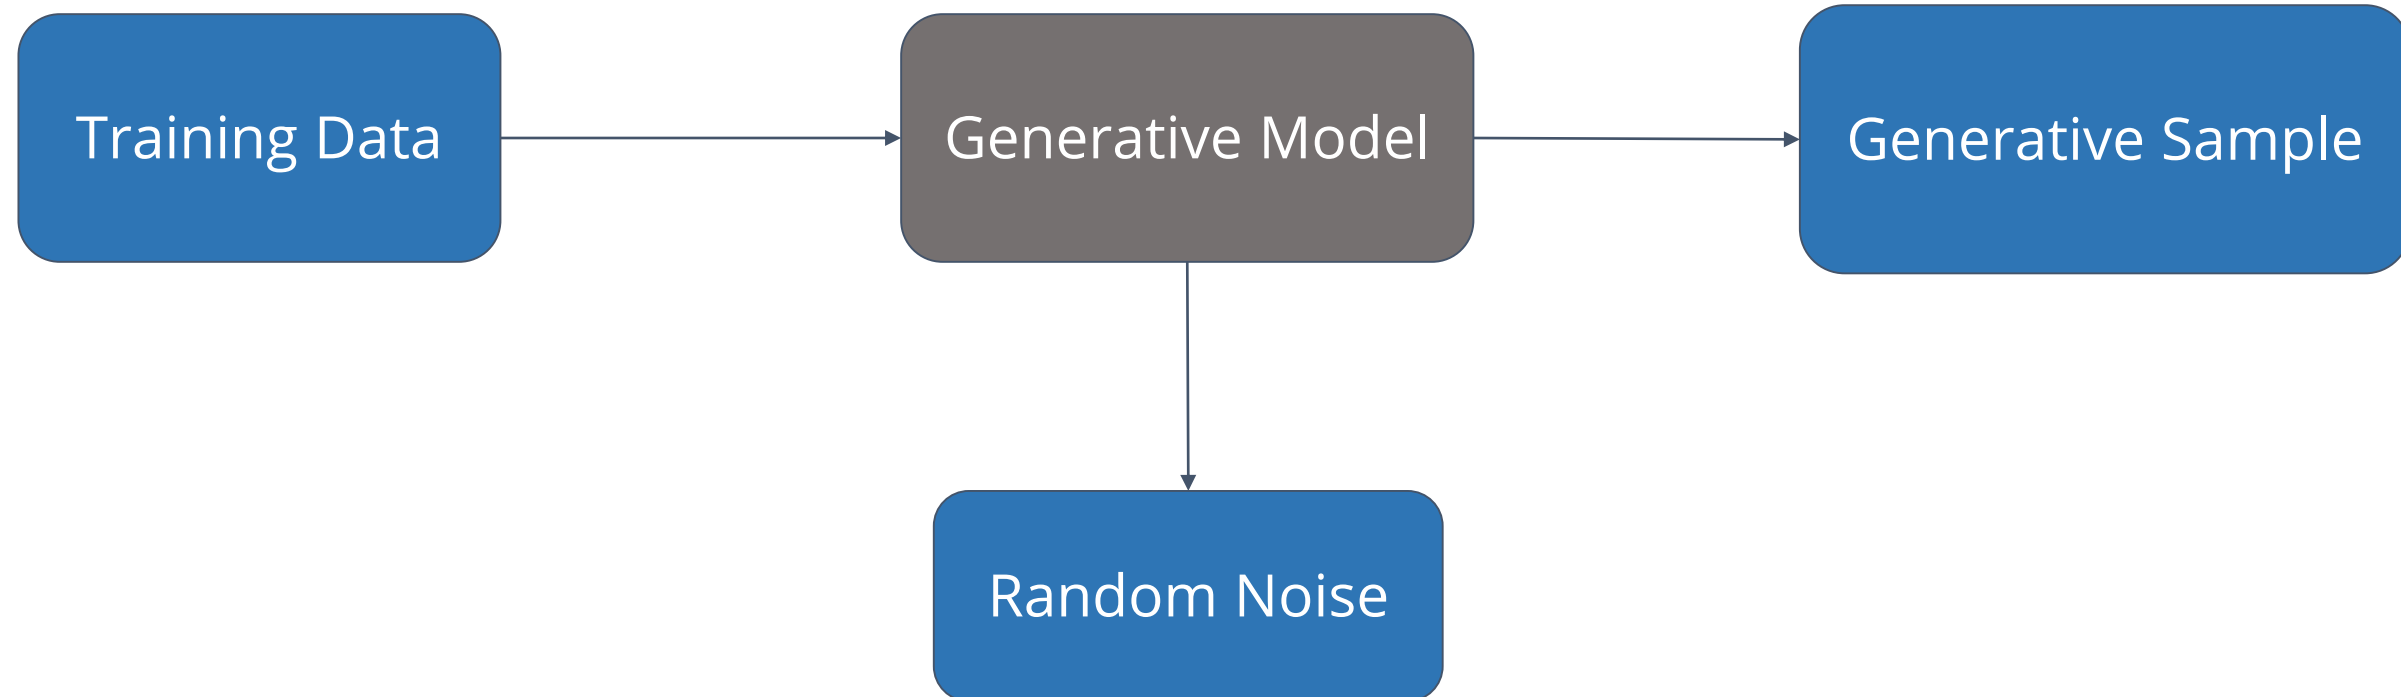 Training Data
Generative Model
Generative Sample
Random Noise